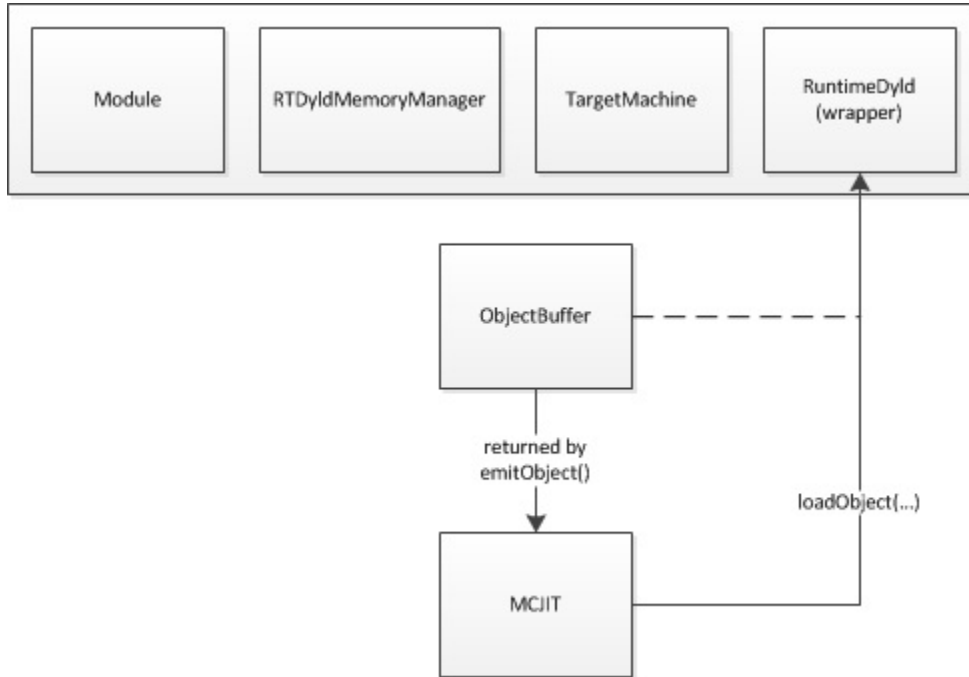 Module
RTDyldMemoryManager
TargetMachine
RuntimeDyld
(wrapper)
ObjectBuffer
returned by
emitObject()
loadObject(...)
MCJIT